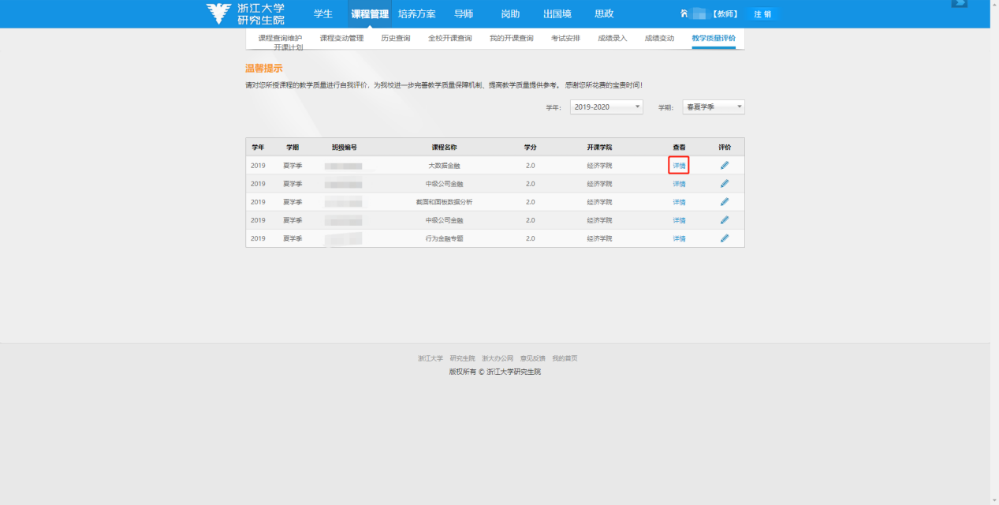 浙江大学
研究生院
学生 课程管理 培养方案 导师 岗助 出国境 思政 【教师】 注 销
课程查询维护 课程变动管理 历史查询 全校开课查询 我的开课查询 考试安排 成绩录入 成绩变动 教学质量评价
开课计划
温馨提示
请对您所授课程的教学质量进行自我评价，为我校进一步完善教学质量保障机制、提高教学质量提供参考。 感谢您所花费的宝贵时间！
学年： 2019-2020 学期： 春夏学季
学年 学期 班级编号 课程名称 学分 开课学院 查看 评价
2019 夏学季 大数据金融 2.0 经济学院 详情
2019 夏学季 中级公司金融 2.0 经济学院 详情
2019 夏学季 截面和面板数据分析 2.0 经济学院 详情
2019 夏学季 中级公司金融 2.0 经济学院 详情
2019 夏学季 行为金融专题 2.0 经济学院 详情
浙江大学 研究生院 浙大办公网 意见反馈 我的首页
版权所有 © 浙江大学研究生院